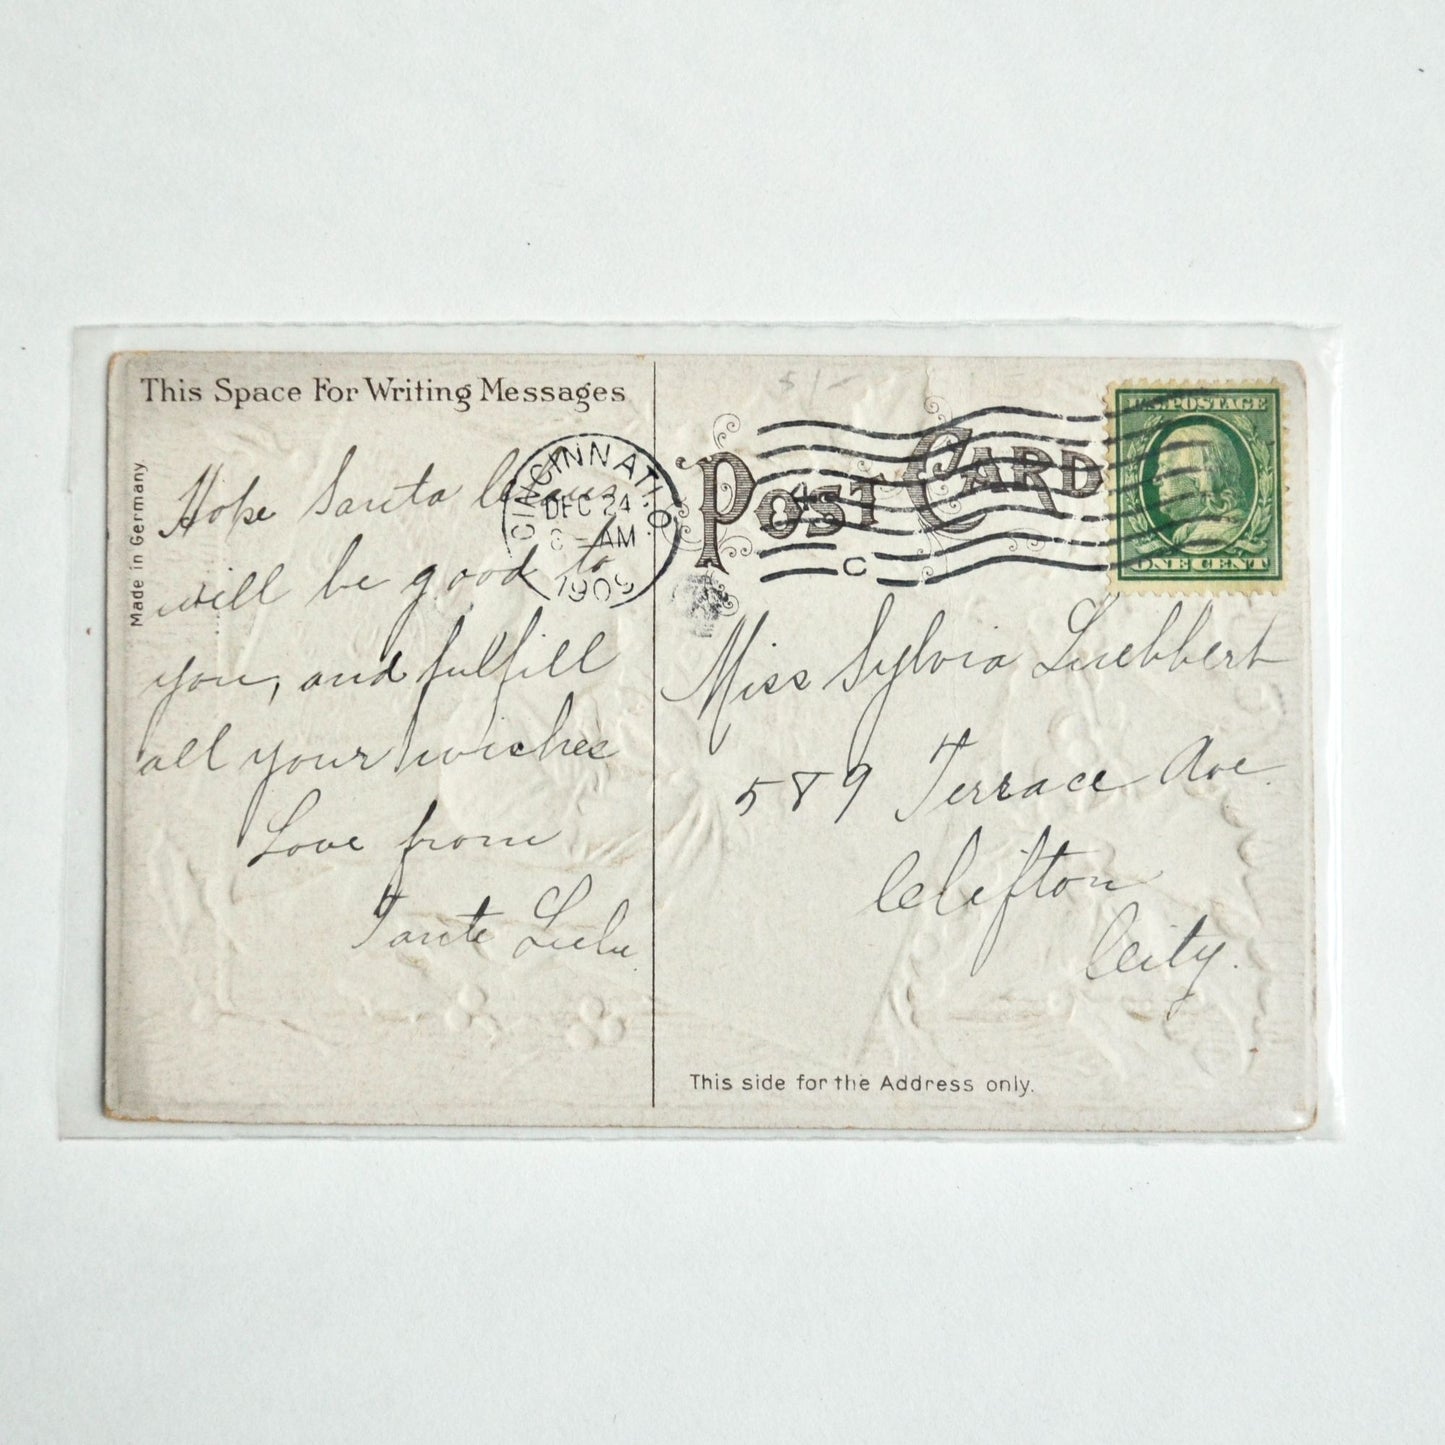 This Space For Writing Messages
Made in Germany.
Hope Santa Claus
will be good to
you, and fulfill
all your wishes
Love from
Tante Lulu
CINCINNATI, O.
DEC 24
AM
1909
$1-
POST CARD
C
U.S. POSTAGE
ONE CENT
Miss Sylvia Luebbert
589 Terrace Ave.
Clifton
City.
This side for the Address only.